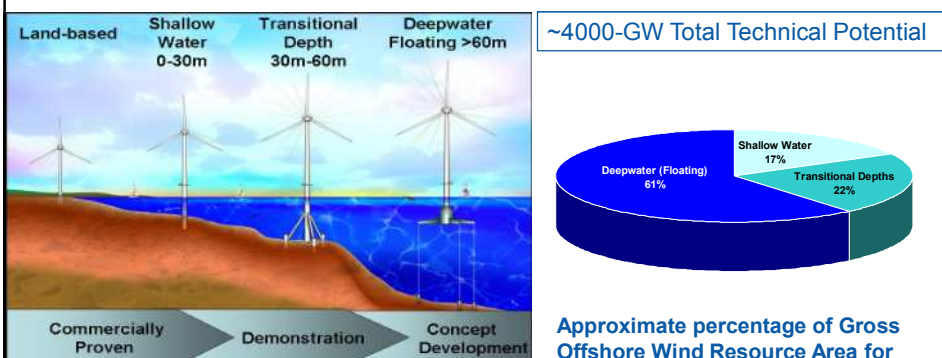 Land-based
Shallow
Water
0-30m
Transitional
Depth
30m-60m
Deepwater
Floating >60m
Commercially
Proven
Demonstration
Concept
Development
~4000-GW Total Technical Potential
Shallow Water
17%
Transitional Depths
22%
Deepwater (Floating)
61%
Approximate percentage of Gross
Offshore Wind Resource Area for